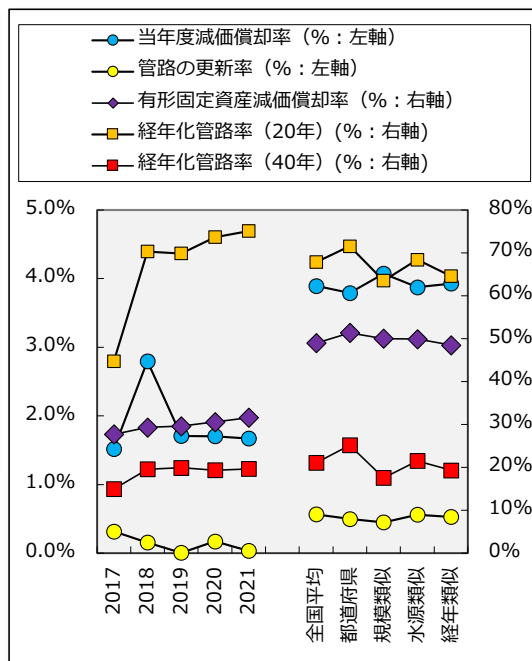 当年度減価償却率（%：左軸）
管路の更新率（%：左軸）
有形固定資産減価償却率（%：右軸）
経年化管路率（20年）(%：右軸)
経年化管路率（40年）(%：右軸)
5.0%
4.0%
3.0%
2.0%
1.0%
0.0%
80%
70%
60%
50%
40%
30%
20%
10%
0%
2017
2018
2019
2020
2021
全国平均
都道府県
規模類似
水源類似
経年類似